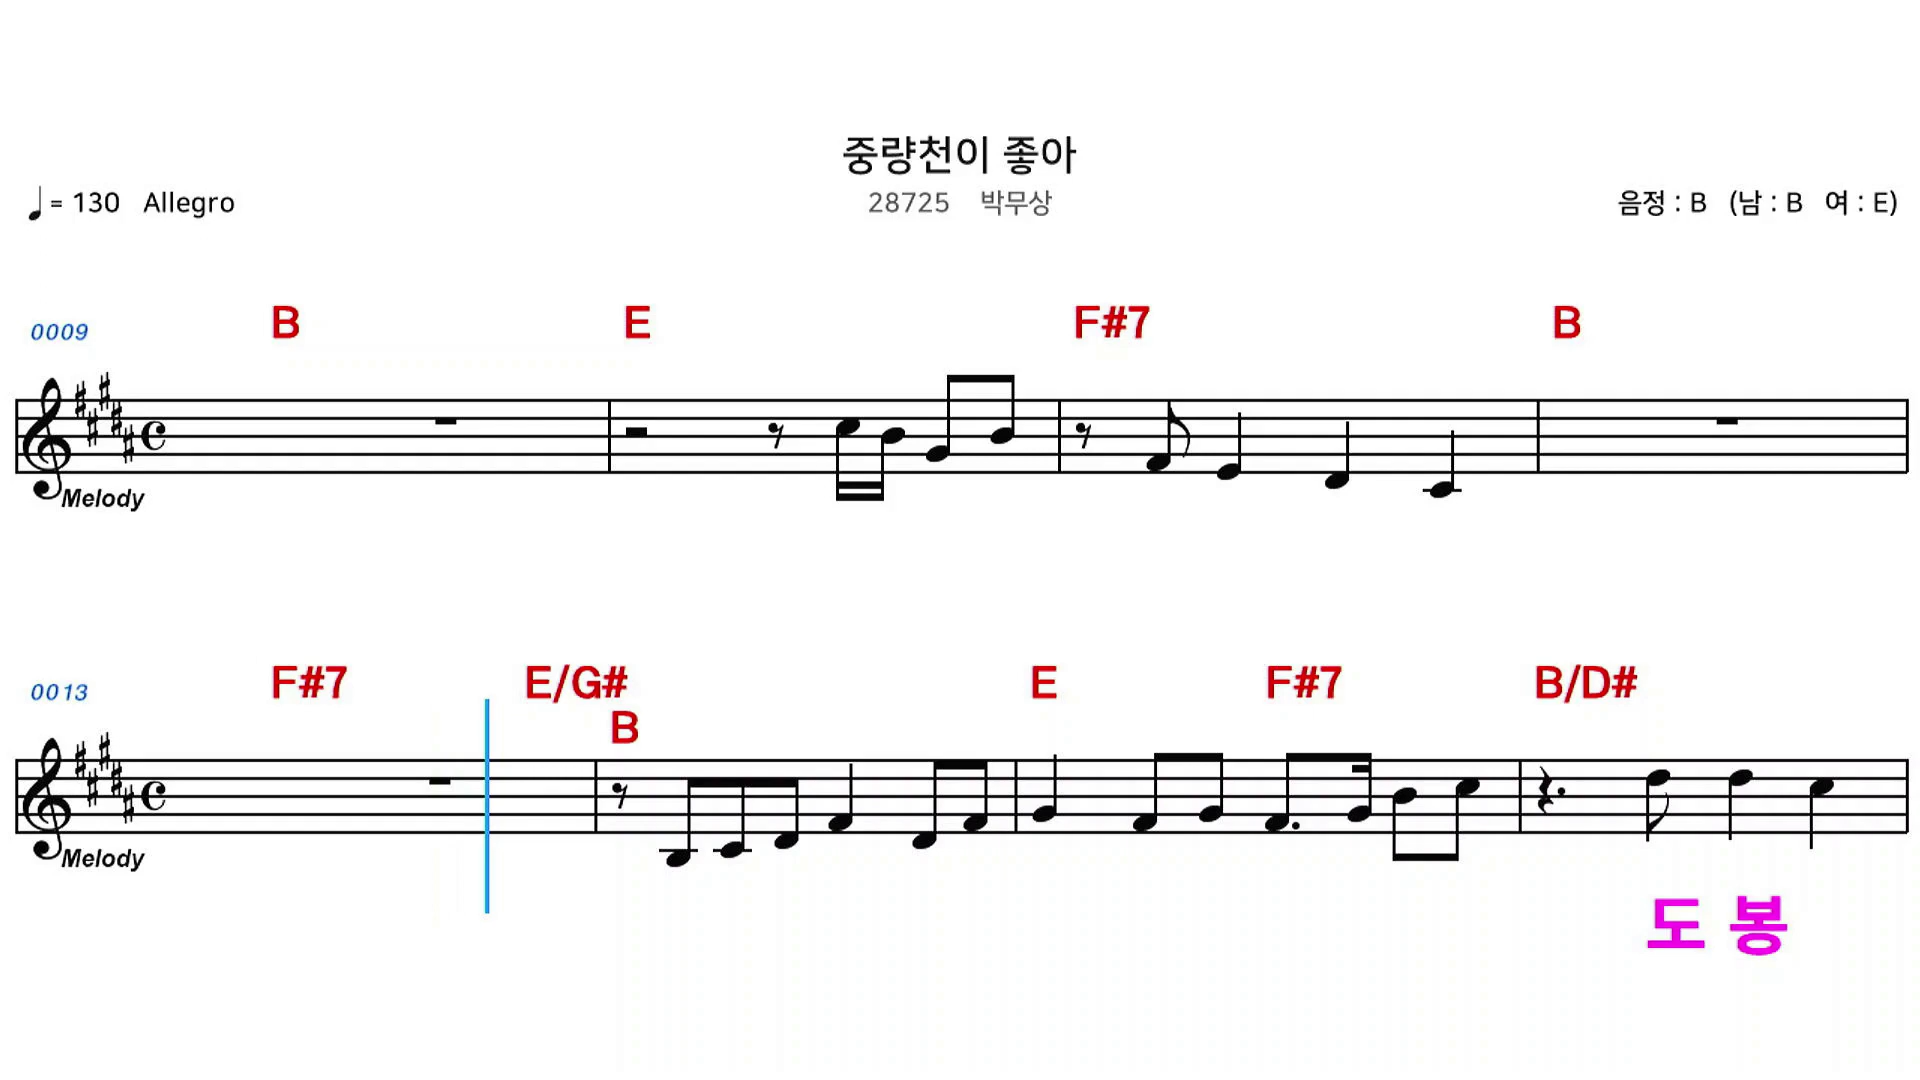 중량천이 좋아
♩= 130 Allegro
28725 박무상
음정 : B (남 : B 여 : E)
0009 B E F#7 B
Melody
0013 F#7 E/G# E F#7 B/D#
B
Melody
도 봉